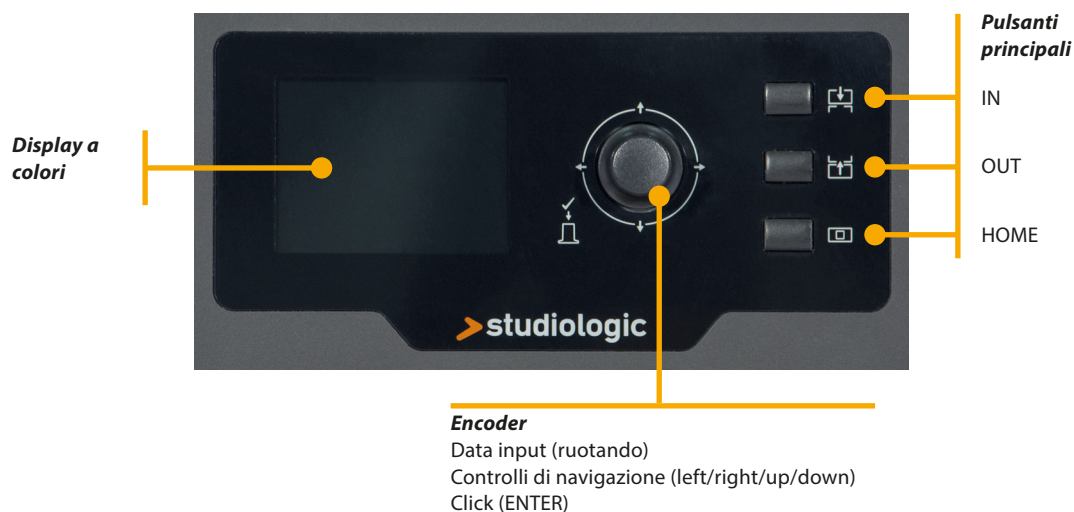 Pulsanti
principali
IN
Display a
colori
OUT
HOME
studiologic
Encoder
Data input (ruotando)
Controlli di navigazione (left/right/up/down)
Click (ENTER)